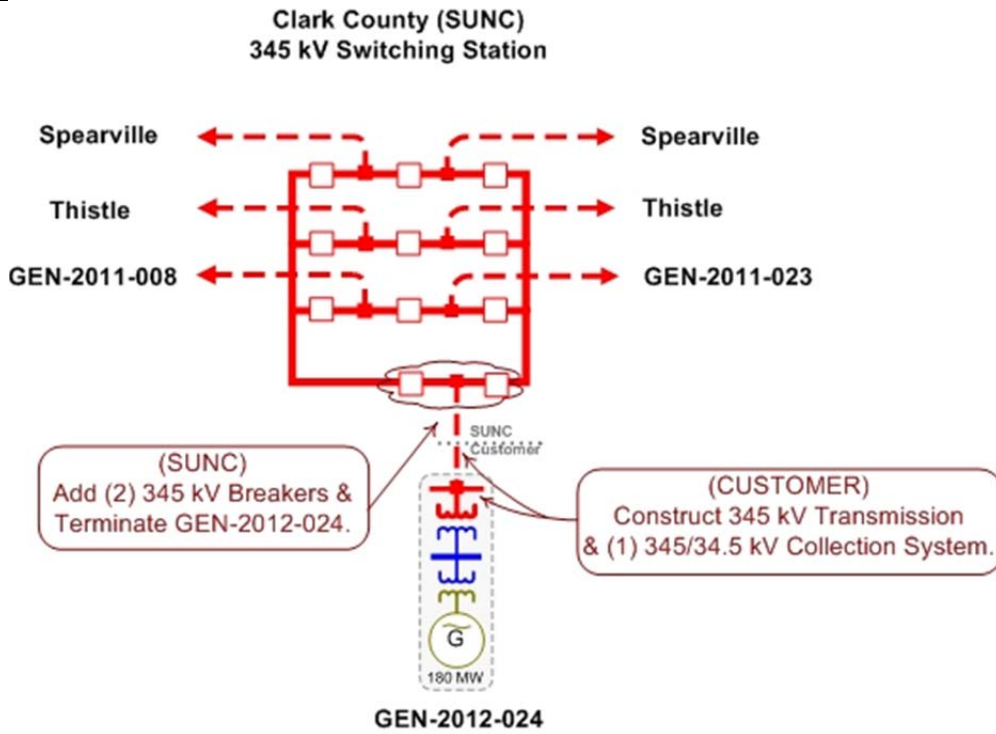 Clark County (SUNC)
345 kV Switching Station
Spearville
Spearville
Thistle
Thistle
GEN-2011-008
GEN-2011-023
SUNC
Customer
(SUNC)
Add (2) 345 kV Breakers &
Terminate GEN-2012-024.
(CUSTOMER)
Construct 345 kV Transmission
& (1) 345/34.5 kV Collection System.
G
180 MW
GEN-2012-024